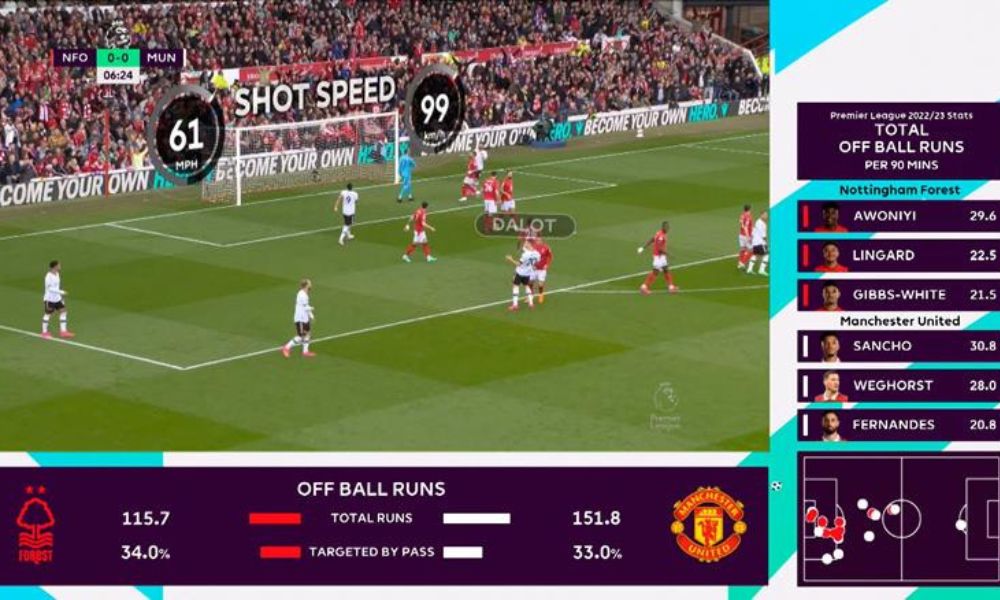 NFO 0-0 MUN
06:24
SHOT SPEED
61
MPH
99
km/h
COME YOUR OWN HERO.
BECOME YOUR OWN
HERO. BECOME YOUR OWN HERO.
BECO
DALOT
Premier
League
Premier League 2022/23 Stats
TOTAL
OFF BALL RUNS
PER 90 MINS
Nottingham Forest
AWONIYI 29.6
LINGARD 22.5
GIBBS-WHITE 21.5
Manchester United
SANCHO 30.8
WEGHORST 28.0
FERNANDES 20.8
OFF BALL RUNS
115.7 TOTAL RUNS 151.8
34.0% TARGETED BY PASS 33.0%
FOREST
MANCHESTER
UNITED